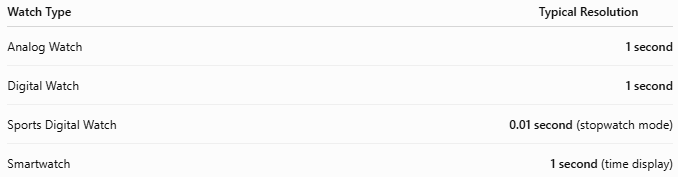 Watch Type Typical Resolution
Analog Watch 1 second
Digital Watch 1 second
Sports Digital Watch 0.01 second (stopwatch mode)
Smartwatch 1 second (time display)